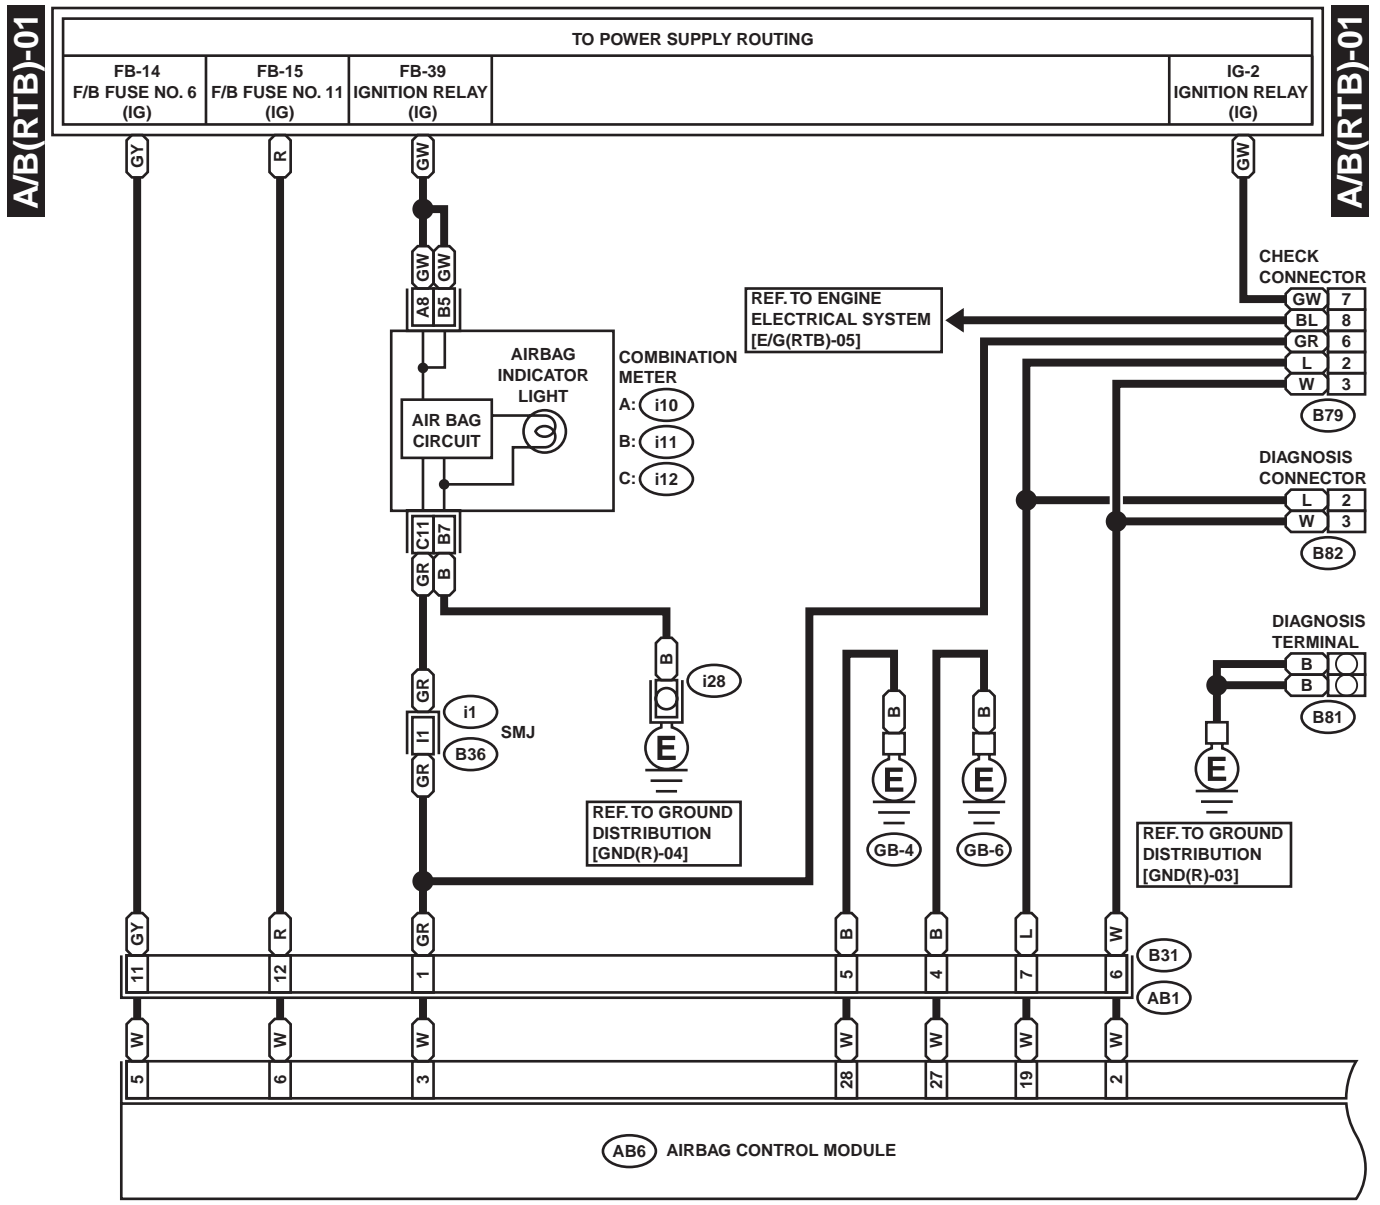 A/B(RTB)-01
A/B(RTB)-01
TO POWER SUPPLY ROUTING
FB-14
F/B FUSE NO. 6
(IG)
FB-15
F/B FUSE NO. 11
(IG)
FB-39
IGNITION RELAY
(IG)
IG-2
IGNITION RELAY
(IG)
GY
R
GW
GW
GW
GW
A8
B5
CHECK
CONNECTOR
GW 7
BL 8
GR 6
L 2
W 3
B79
REF. TO ENGINE
ELECTRICAL SYSTEM
[E/G(RTB)-05]
AIRBAG
INDICATOR
LIGHT
AIR BAG
CIRCUIT
COMBINATION
METER
A: i10
B: i11
C: i12
DIAGNOSIS
CONNECTOR
L 2
W 3
B82
C11
B7
GR
B
DIAGNOSIS
TERMINAL
B
B
B81
GR
I1
GR
i1
B36
SMJ
B
i28
E
REF. TO GROUND
DISTRIBUTION
[GND(R)-04]
B
E
GB-4
B
E
GB-6
E
REF. TO GROUND
DISTRIBUTION
[GND(R)-03]
GY
R
GR
B
B
L
W
B31
11
12
1
5
4
7
6
AB1
W
W
W
W
W
W
W
5
6
3
28
27
19
2
AB6 AIRBAG CONTROL MODULE